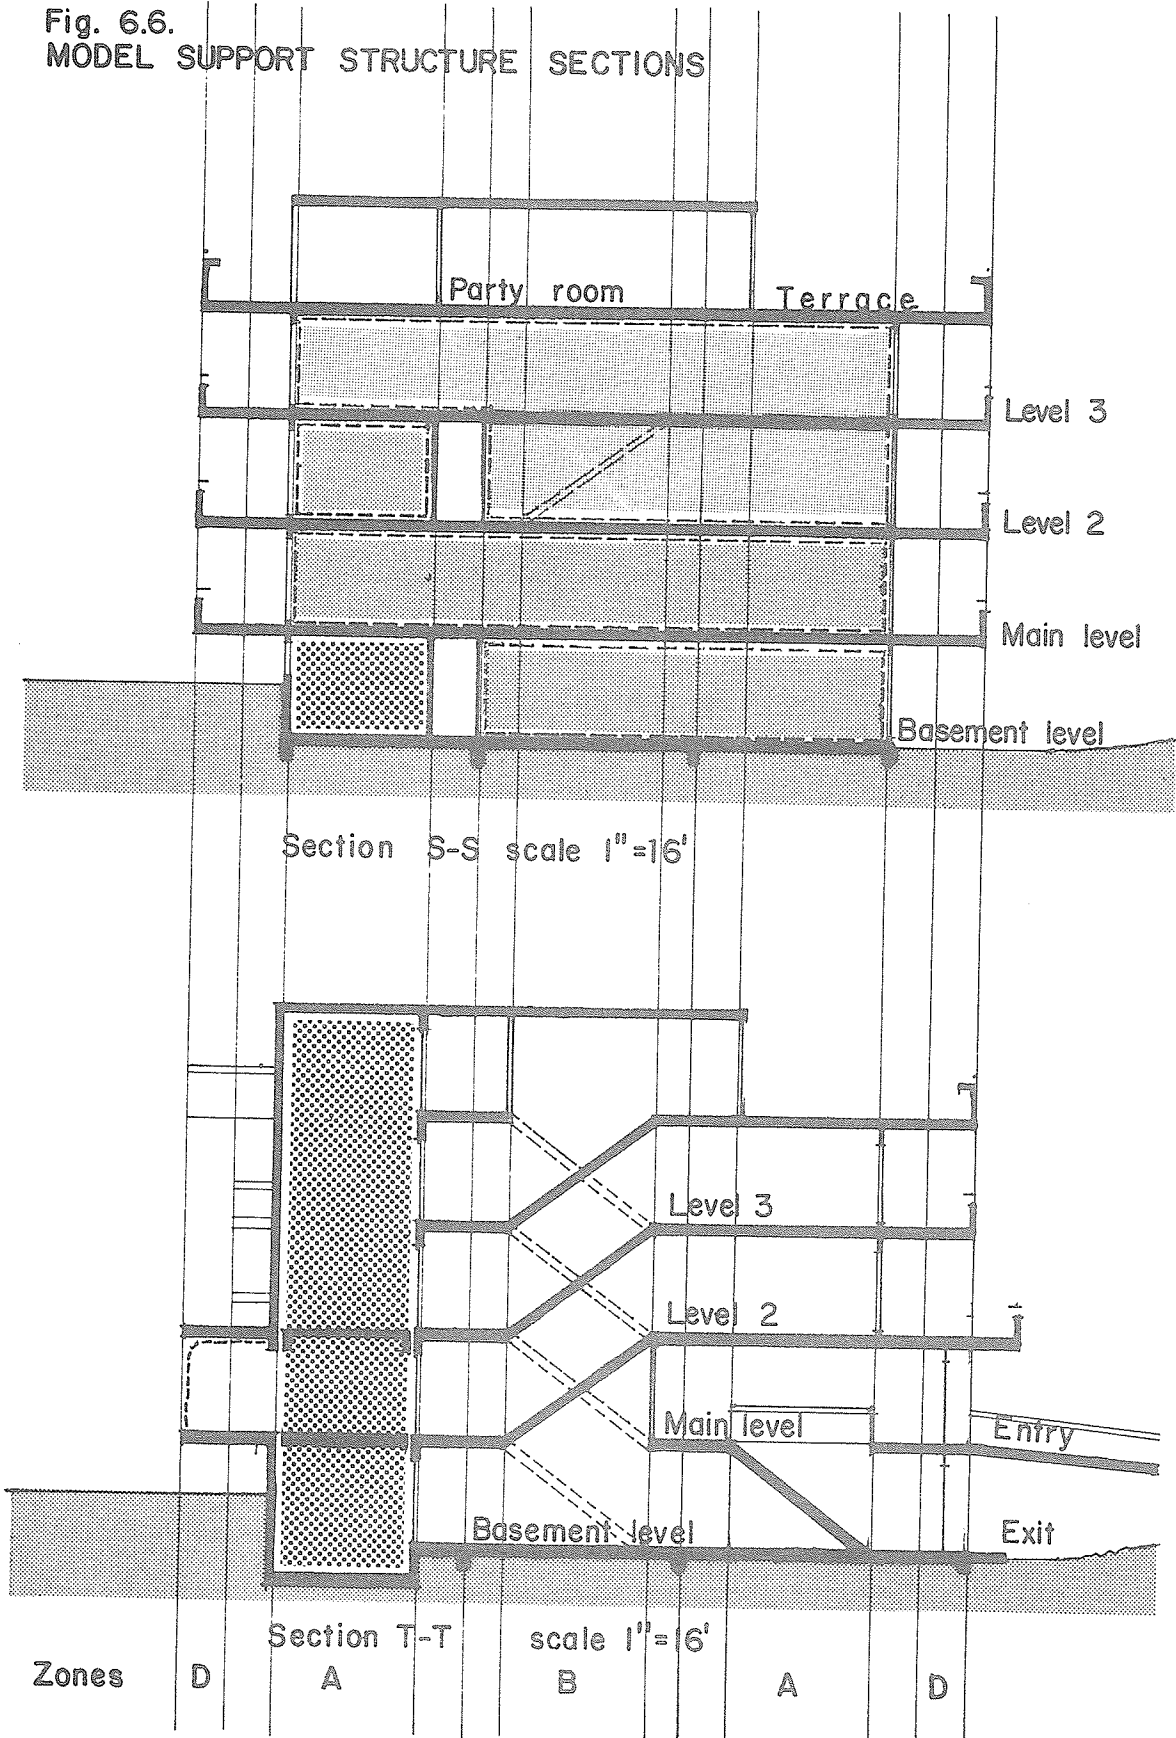 Fig. 6.6.
MODEL SUPPORT STRUCTURE SECTIONS
Party room
Terrace
Level 3
Level 2
Main level
Basement level
Section S-S scale 1"=16'
Level 3
Level 2
Main level
Entry
Basement level
Exit
Section T-T scale 1"=16'
Zones D A B A D